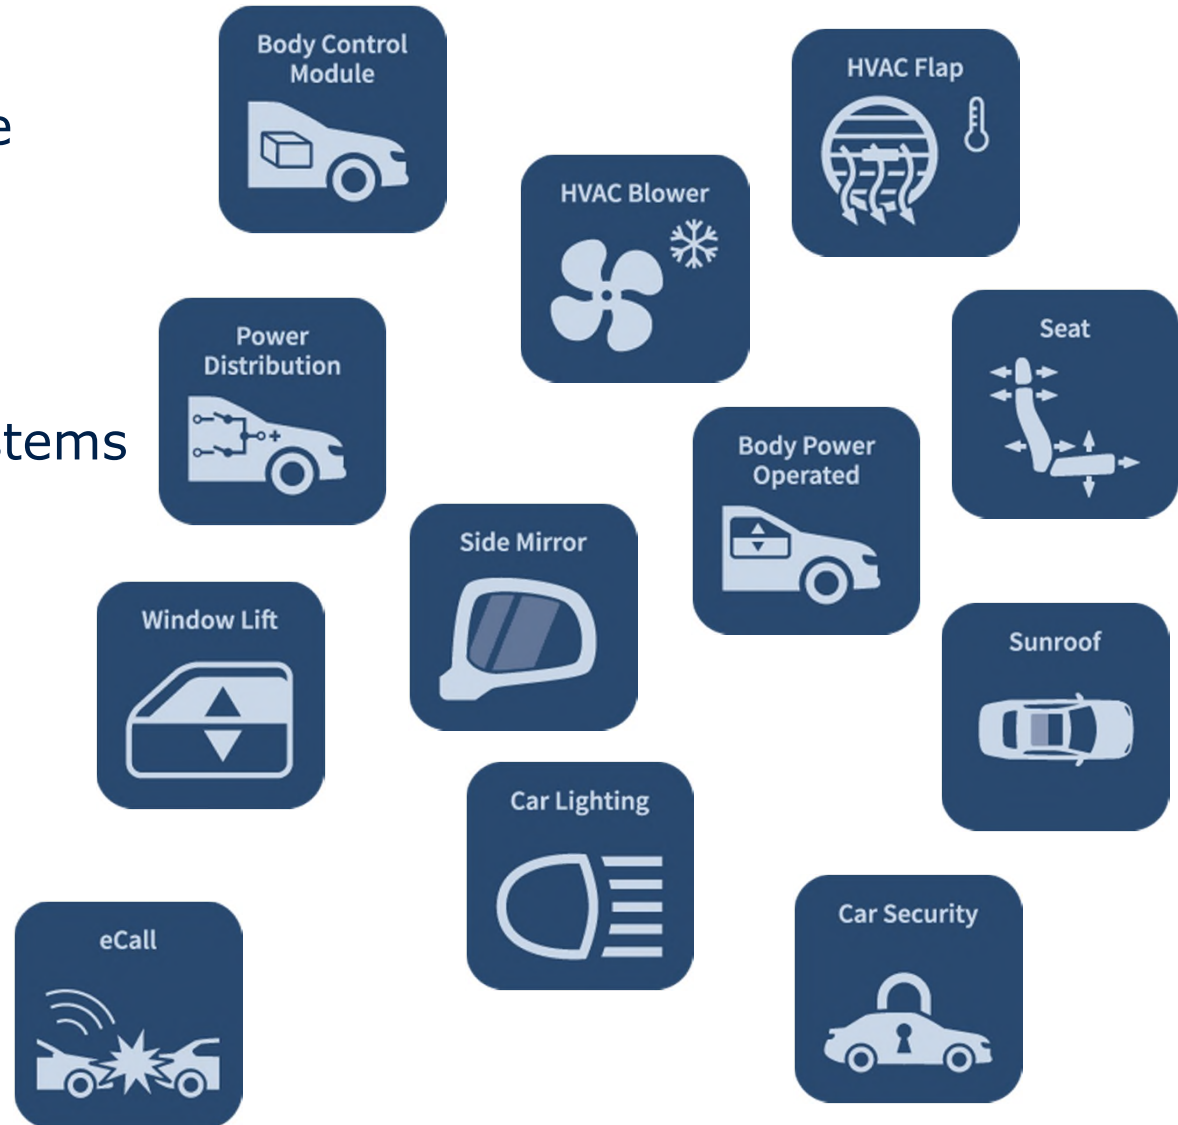 Body Control
Module
HVAC Flap
e
HVAC Blower
Power
Distribution
Seat
stems
Body Power
Operated
Side Mirror
Window Lift
Sunroof
Car Lighting
Car Security
eCall